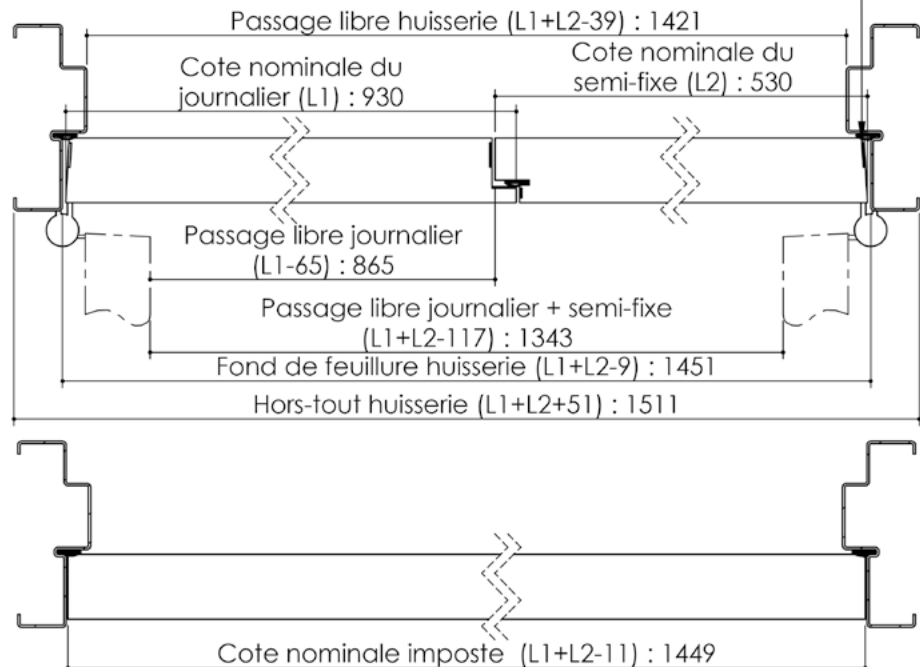 Passage libre huisserie (L1+L2-39) : 1421
Cote nominale du
journalier (L1) : 930
Cote nominale du
semi-fixe (L2) : 530
Passage libre journalier
(L1-65) : 865
Passage libre journalier + semi-fixe
(L1+L2-117) : 1343
Fond de feuillure huisserie (L1+L2-9) : 1451
Hors-tout huisserie (L1+L2+51) : 1511
Cote nominale imposte (L1+L2-11) : 1449